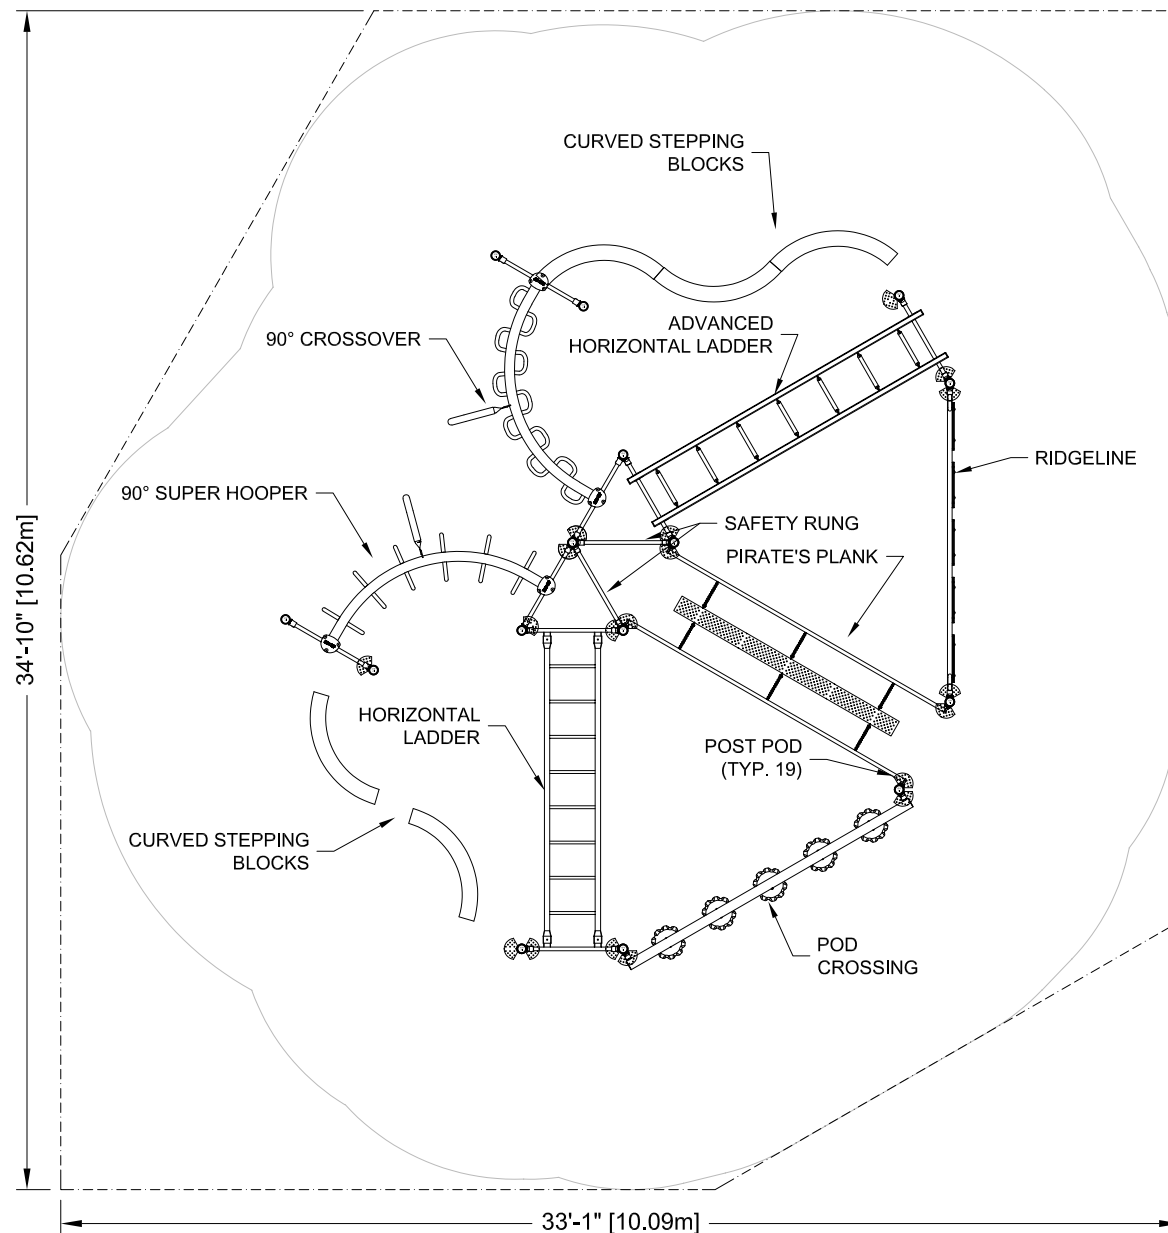 CURVED STEPPING
BLOCKS
ADVANCED
HORIZONTAL LADDER
90° CROSSOVER
RIDGELINE
90° SUPER HOOPER
SAFETY RUNG
PIRATE'S PLANK
34'-10" [10.62m]
HORIZONTAL
LADDER
POST POD
(TYP. 19)
CURVED STEPPING
BLOCKS
POD
CROSSING
33'-1" [10.09m]